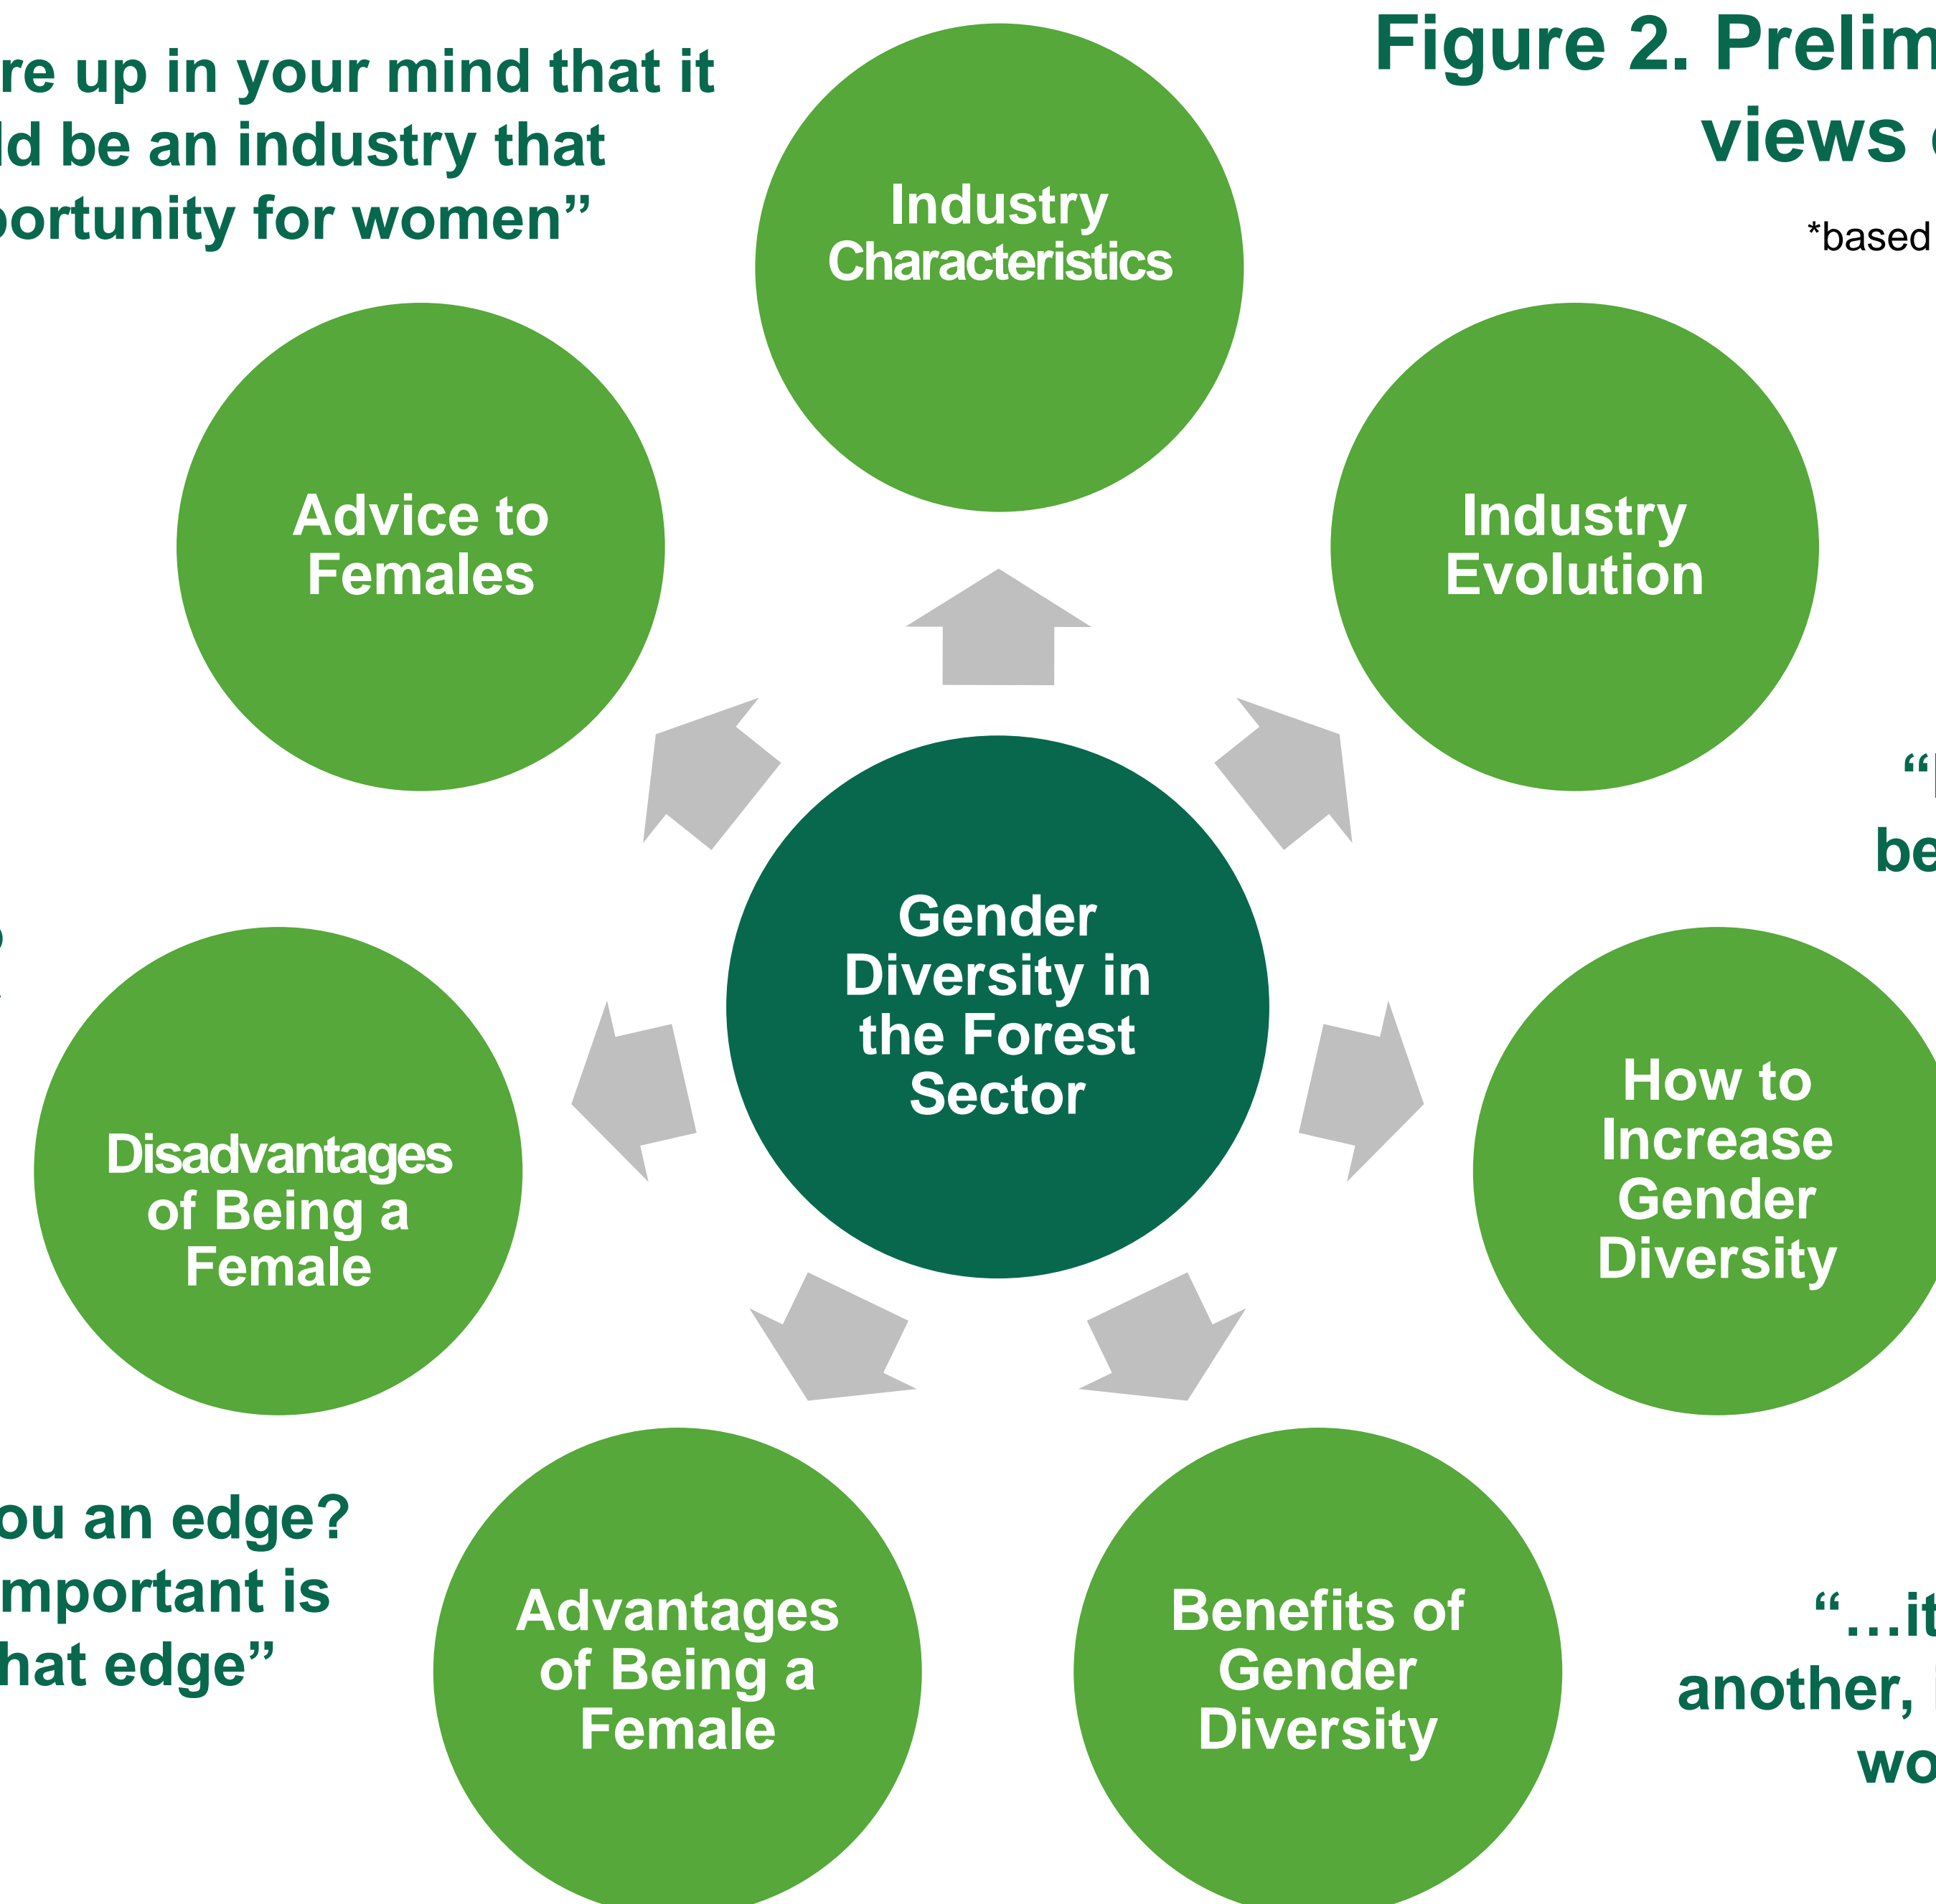 re up in your mind that it
d be an industry that
ortunity for women”
Figure 2. Prelim
views
*based
Industry
Characteristics
Advice to
Females
Industry
Evolution
Gender
Diversity in
the Forest
Sector
be
Disadvantages
of Being a
Female
How to
Increase
Gender
Diversity
ou an edge?
mportant is
hat edge”
Advantages
of Being a
Female
Benefits of
Gender
Diversity
“…it
another,
wo